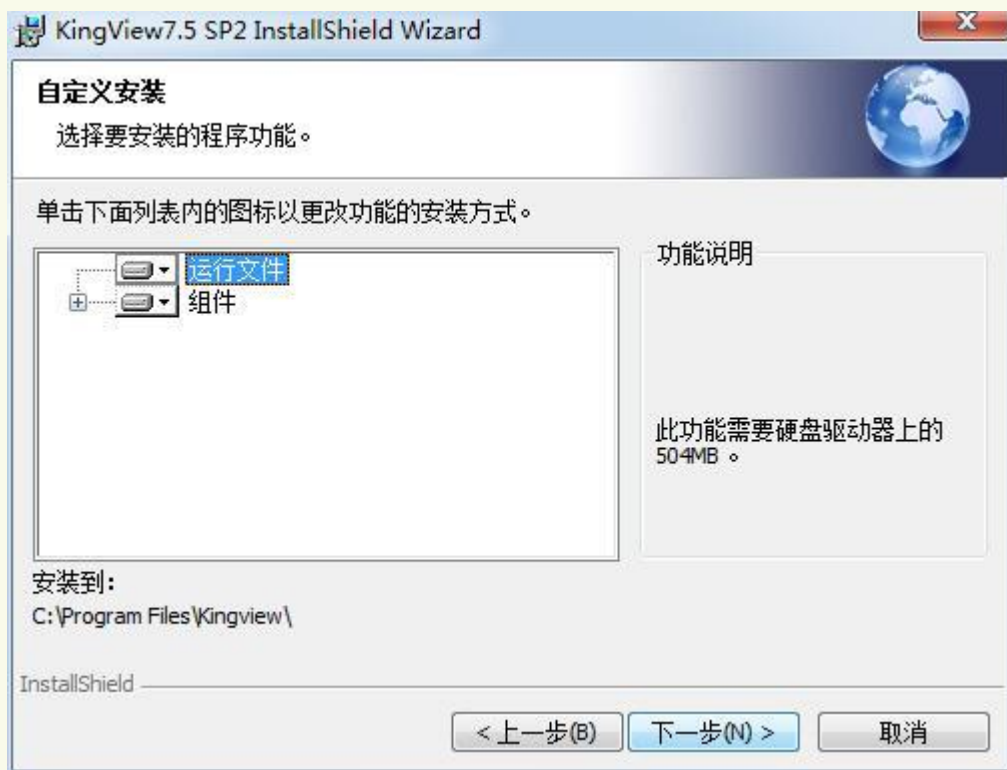 KingView7.5 SP2 InstallShield Wizard
自定义安装
选择要安装的程序功能。
单击下面列表内的图标以更改功能的安装方式。
运行文件
组件
功能说明
此功能需要硬盘驱动器上的
504MB 。
安装到:
C:\Program Files\Kingview\
InstallShield
<上一步(B)
下一步(N) >
取消